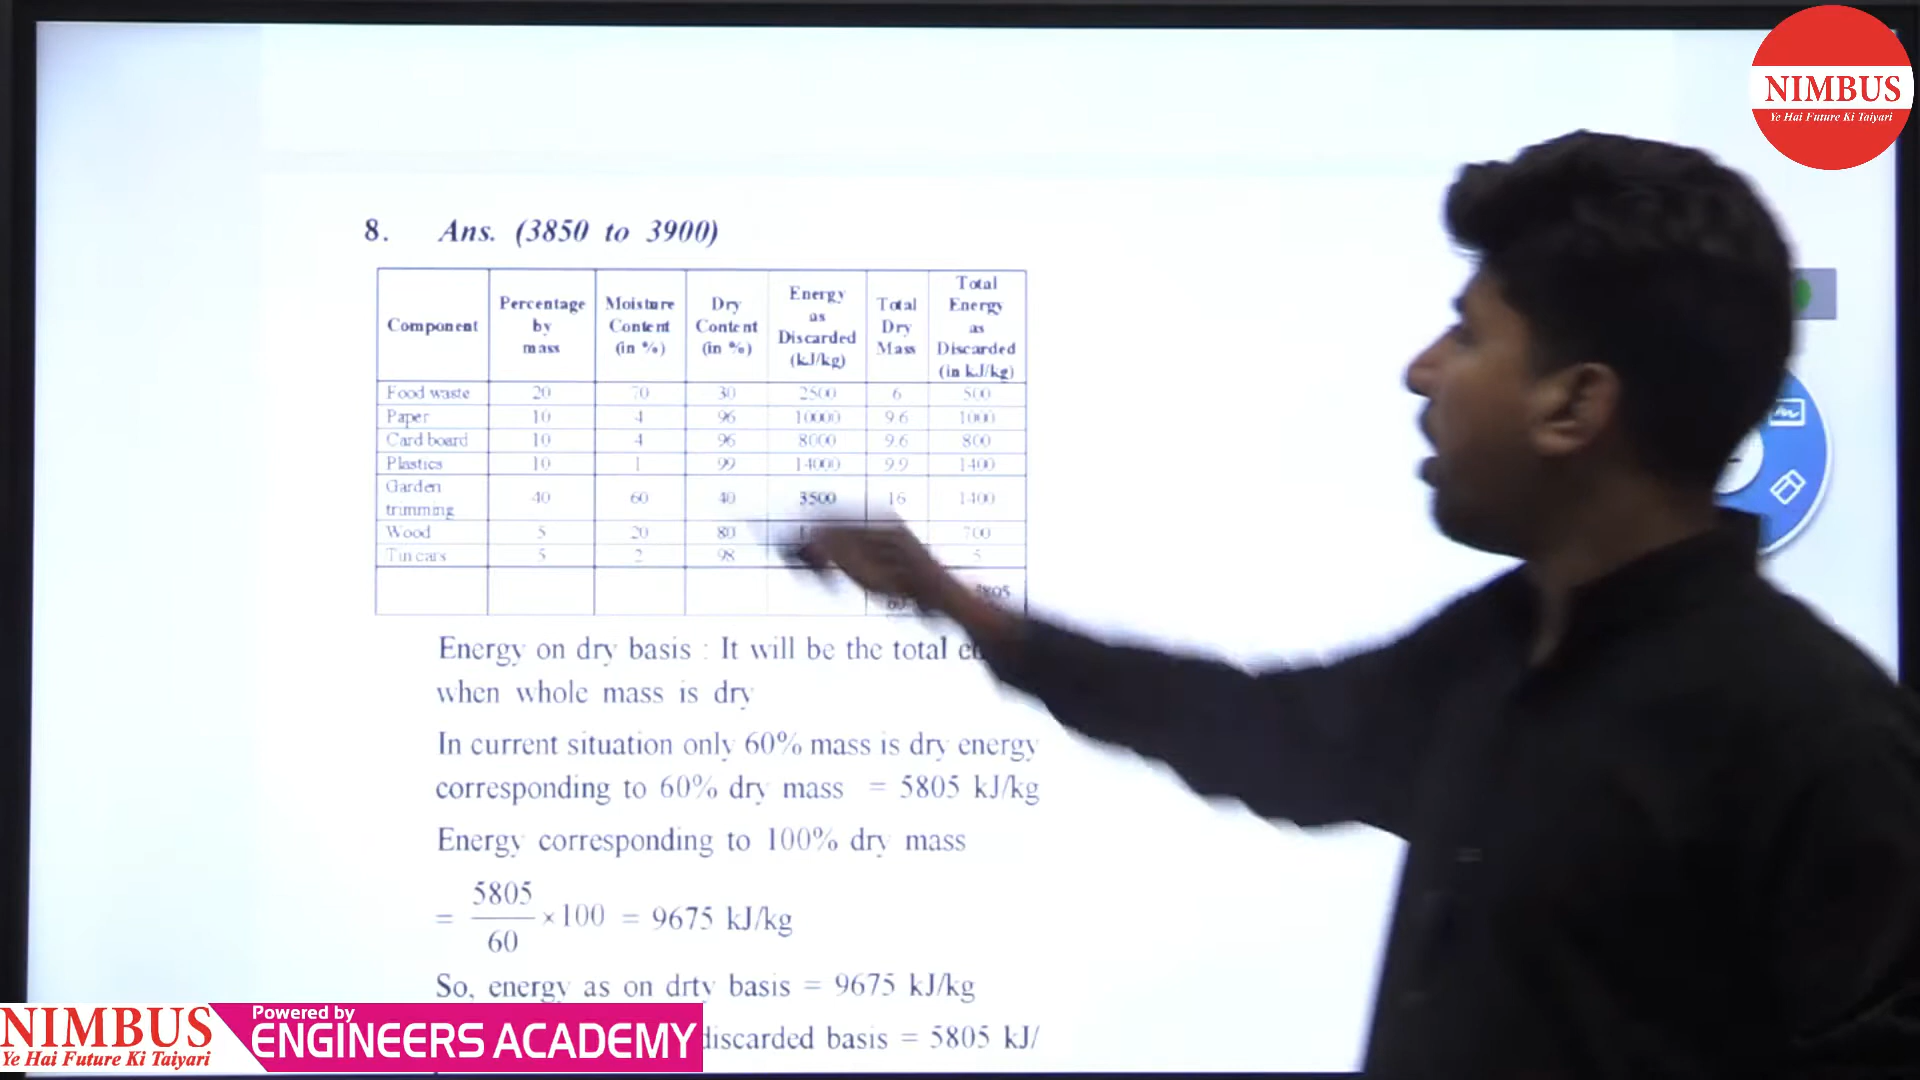 NIMBUS
Ye Hai Future Ki Taiyari
8. Ans. (3850 to 3900)
Component Percentage by mass Moisture Content (in %) Dry Content (in %) Energy as Discarded (kJ/kg) Total Dry Mass Total Energy as Discarded (in kJ/kg)
Food waste 20 70 30 2500 6 500
Paper 10 4 96 10000 9.6 1000
Card board 10 4 96 8000 9.6 800
Plastics 10 1 99 14000 9.9 1400
Garden trimming 40 60 40 3500 16 1400
Wood 5 20 80 700
Tin cars 5 2 98 5
Energy on dry basis : It will be the total
when whole mass is dry
In current situation only 60% mass is dry energy
corresponding to 60% dry mass = 5805 kJ/kg
Energy corresponding to 100% dry mass
= 5805/60 ×100 = 9675 kJ/kg
So, energy as on drty basis = 9675 kJ/kg
discarded basis = 5805 kJ/
NIMBUS
Ye Hai Future Ki Taiyari
Powered by
ENGINEERS ACADEMY